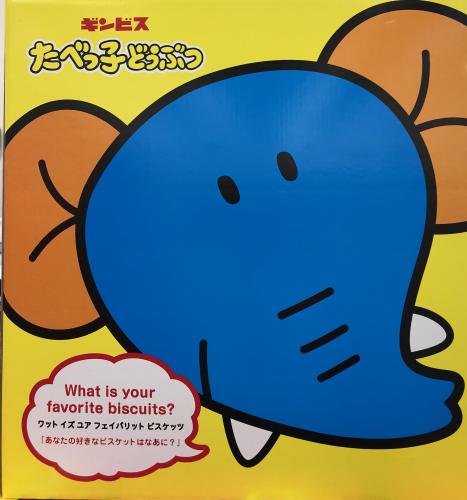 ギンビス
たべっ子どうぶつ
What is your
favorite biscuits?
ワット イズ ユア フェイバリット ビスケッツ
「あなたの好きなビスケットはなあに？」